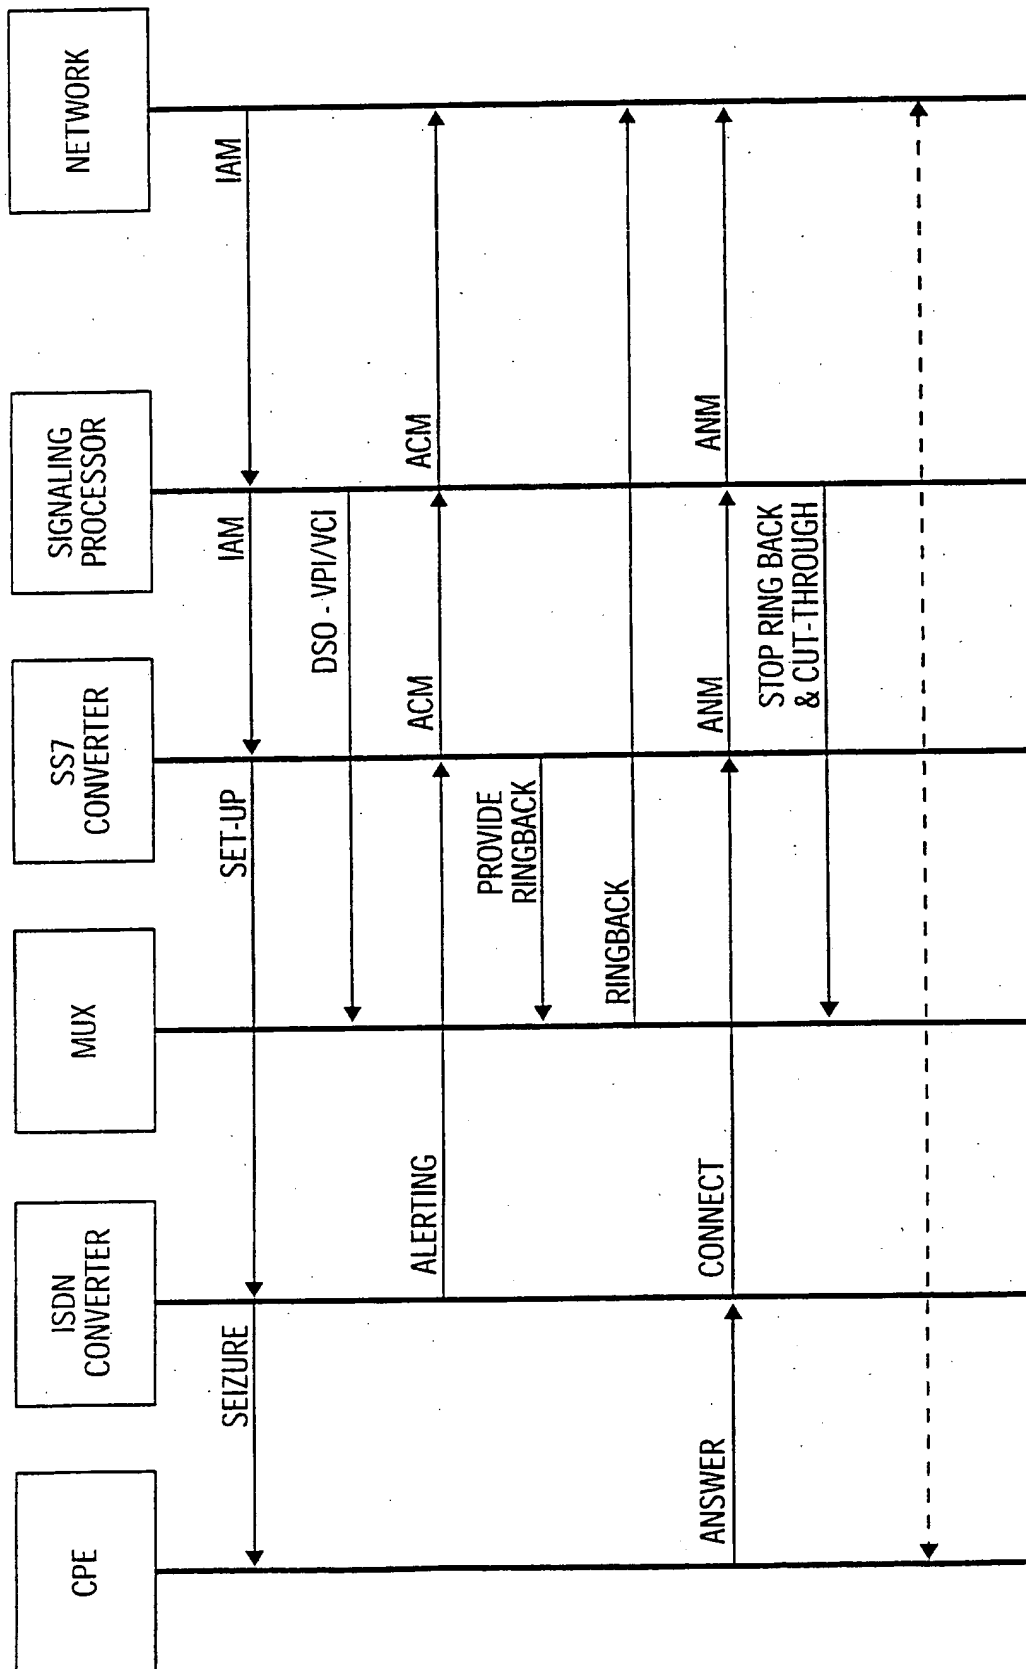 CPE
ISDN
CONVERTER
MUX
SS7
CONVERTER
SIGNALING
PROCESSOR
NETWORK
SEIZURE
SET-UP
IAM
IAM
DSO - VPI/VCI
ALERTING
ACM
ACM
PROVIDE
RINGBACK
RINGBACK
ANSWER
CONNECT
ANM
ANM
STOP RING BACK
& CUT-THROUGH